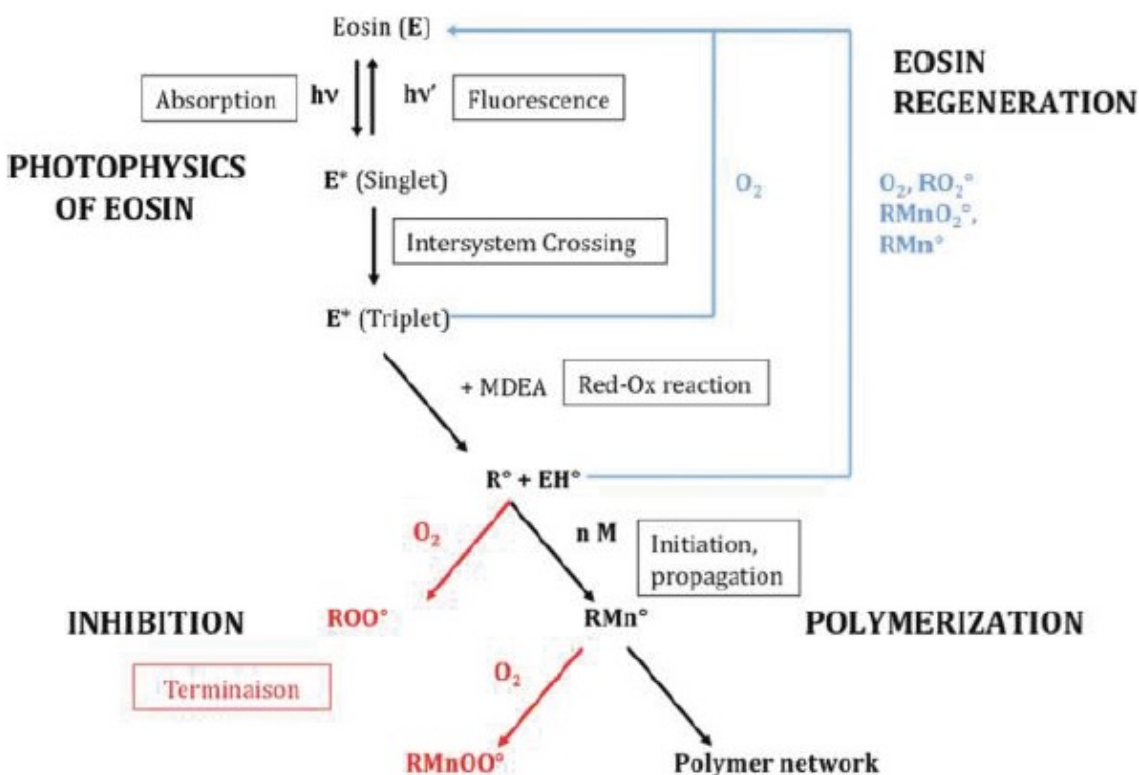 Eosin (E)
EOSIN
REGENERATION
Absorption
hν
hν'
Fluorescence
PHOTOPHYSICS
OF EOSIN
E* (Singlet)
O₂
O₂, RO₂°
RMnO₂°,
RMn°
Intersystem Crossing
E* (Triplet)
+ MDEA
Red-Ox reaction
R° + EH°
O₂
n M
Initiation,
propagation
INHIBITION
ROO°
RMn°
POLYMERIZATION
Terminaison
O₂
RMnOO°
Polymer network